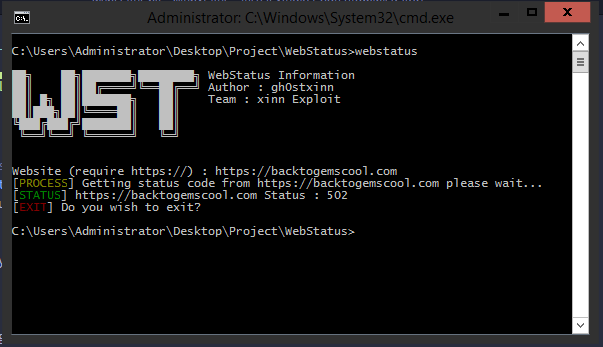 Administrator: C:\Windows\System32\cmd.exe
C:\Users\Administrator\Desktop\Project\WebStatus>webstatus
WST
WebStatus Information
Author : gh0stxinn
Team : xinn Exploit
Website (require https://) : https://backtogemscool.com
[PROCESS] Getting status code from https://backtogemscool.com please wait...
[STATUS] https://backtogemscool.com Status : 502
[EXIT] Do you wish to exit?
C:\Users\Administrator\Desktop\Project\WebStatus>